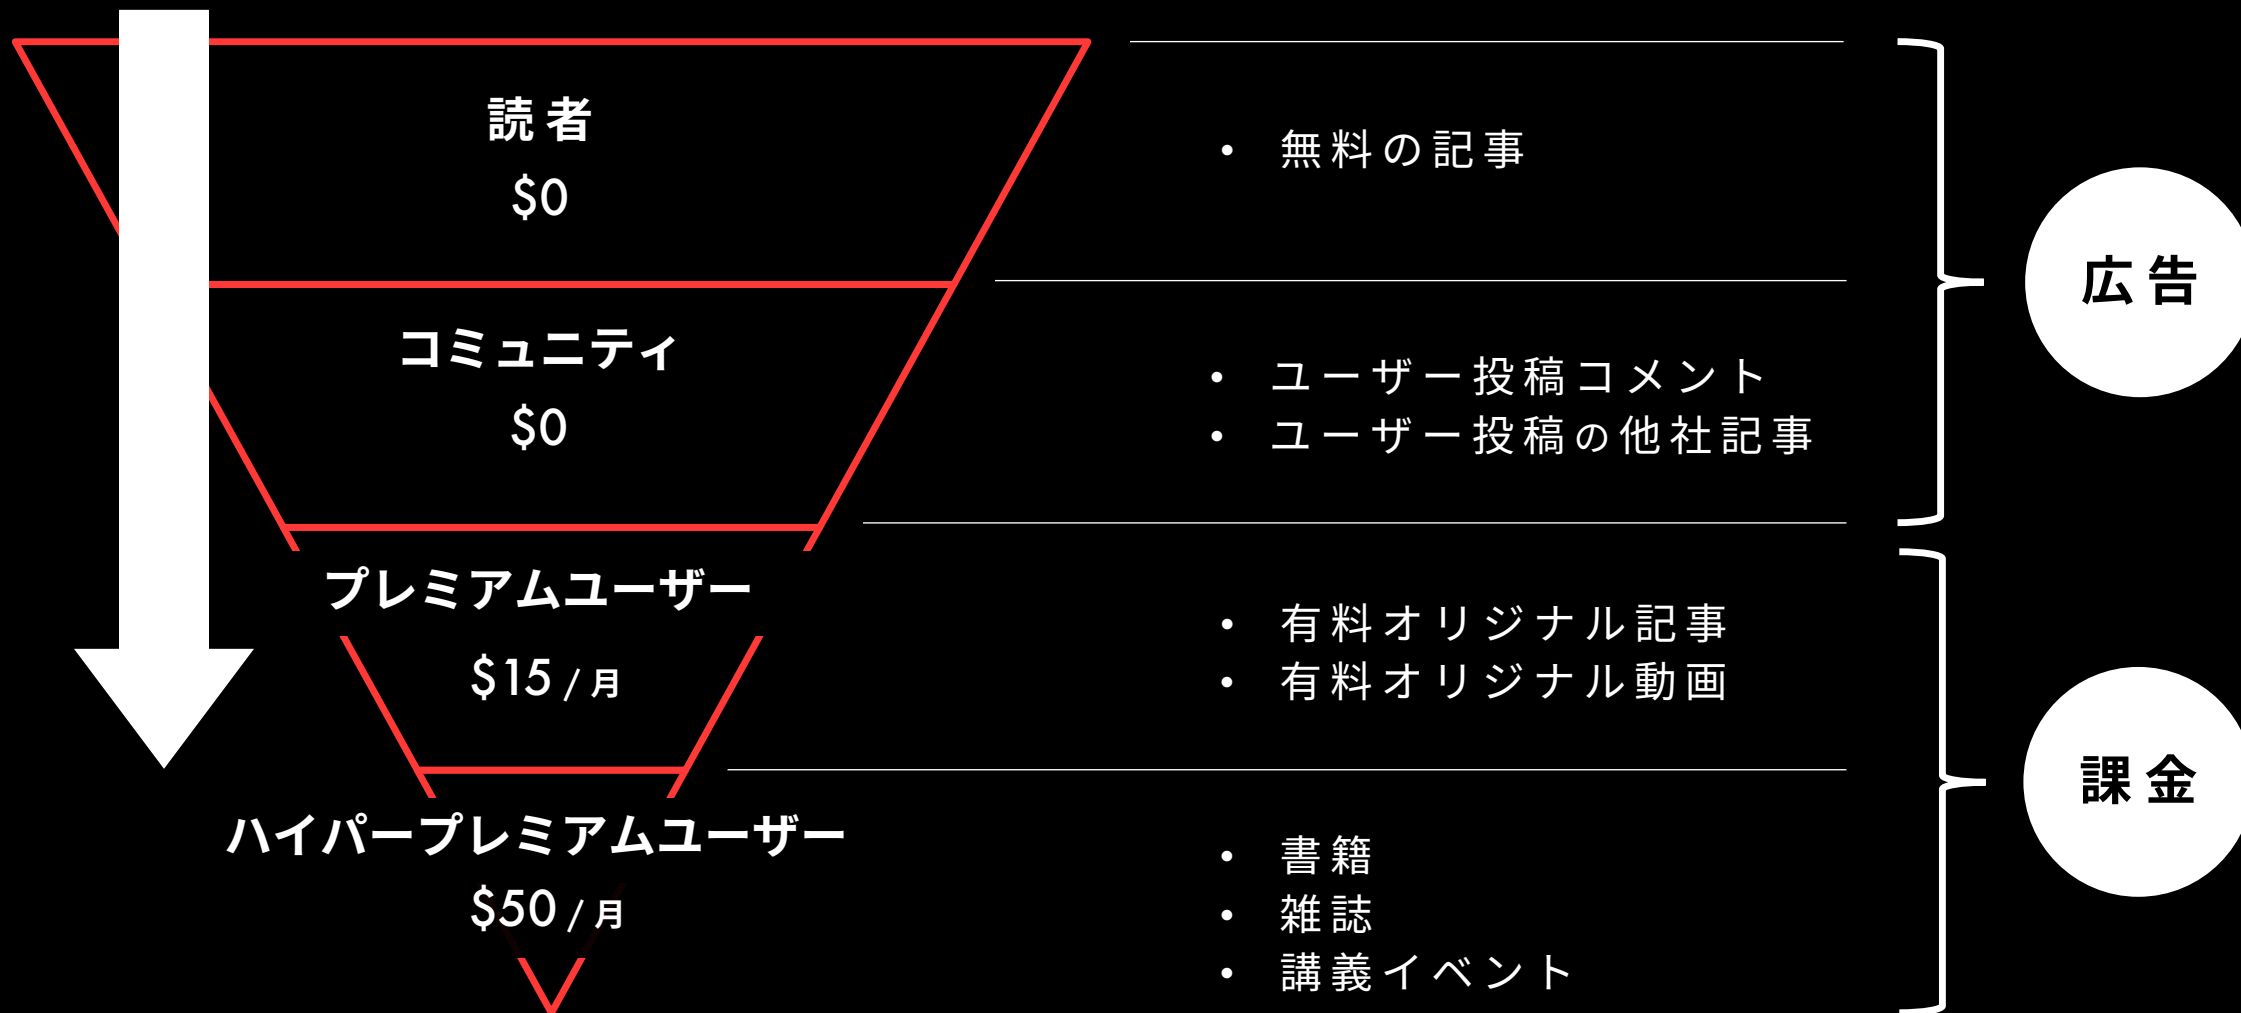 読者
$0
・ 無料の記事
コミュニティ
$0
・ ユーザー投稿コメント
・ ユーザー投稿の他社記事
広告
プレミアムユーザー
$15 / 月
・ 有料オリジナル記事
・ 有料オリジナル動画
ハイパープレミアムユーザー
$50 / 月
・ 書籍
・ 雑誌
・ 講義イベント
課金